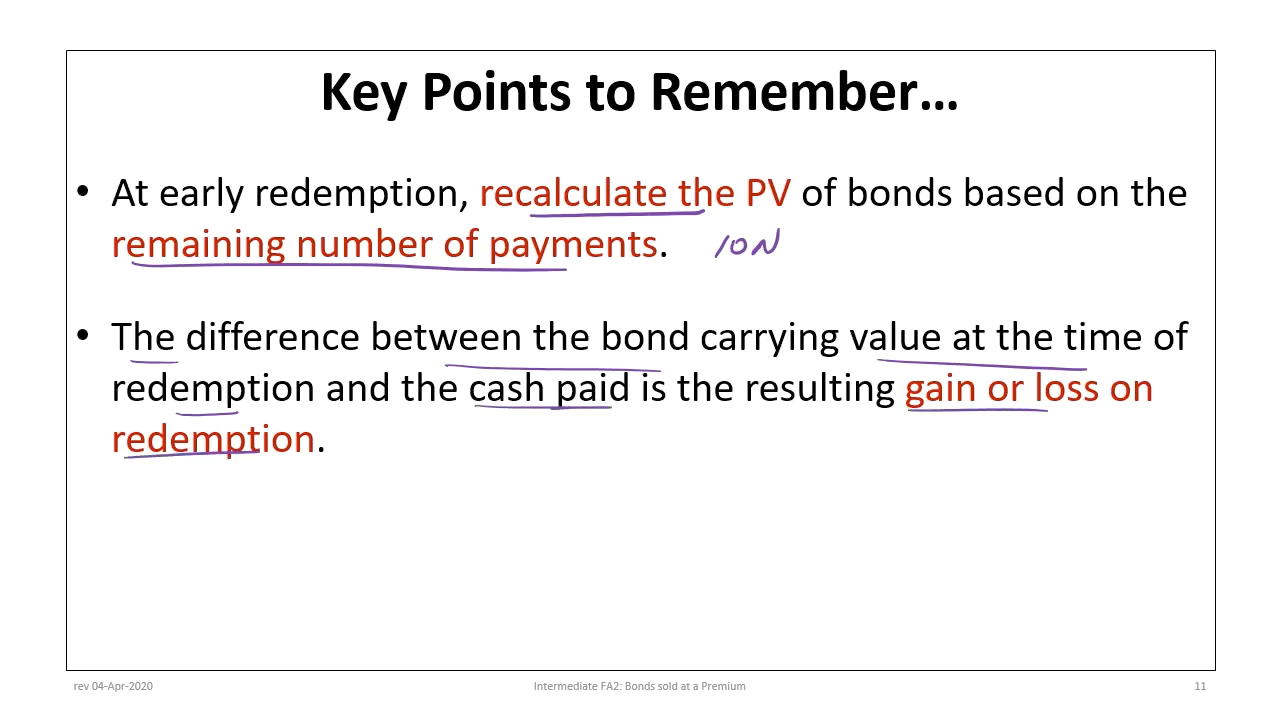 Key Points to Remember…
• At early redemption, recalculate the PV of bonds based on the
remaining number of payments. 10N
• The difference between the bond carrying value at the time of
redemption and the cash paid is the resulting gain or loss on
redemption.
rev 04-Apr-2020 Intermediate FA2: Bonds sold at a Premium 11